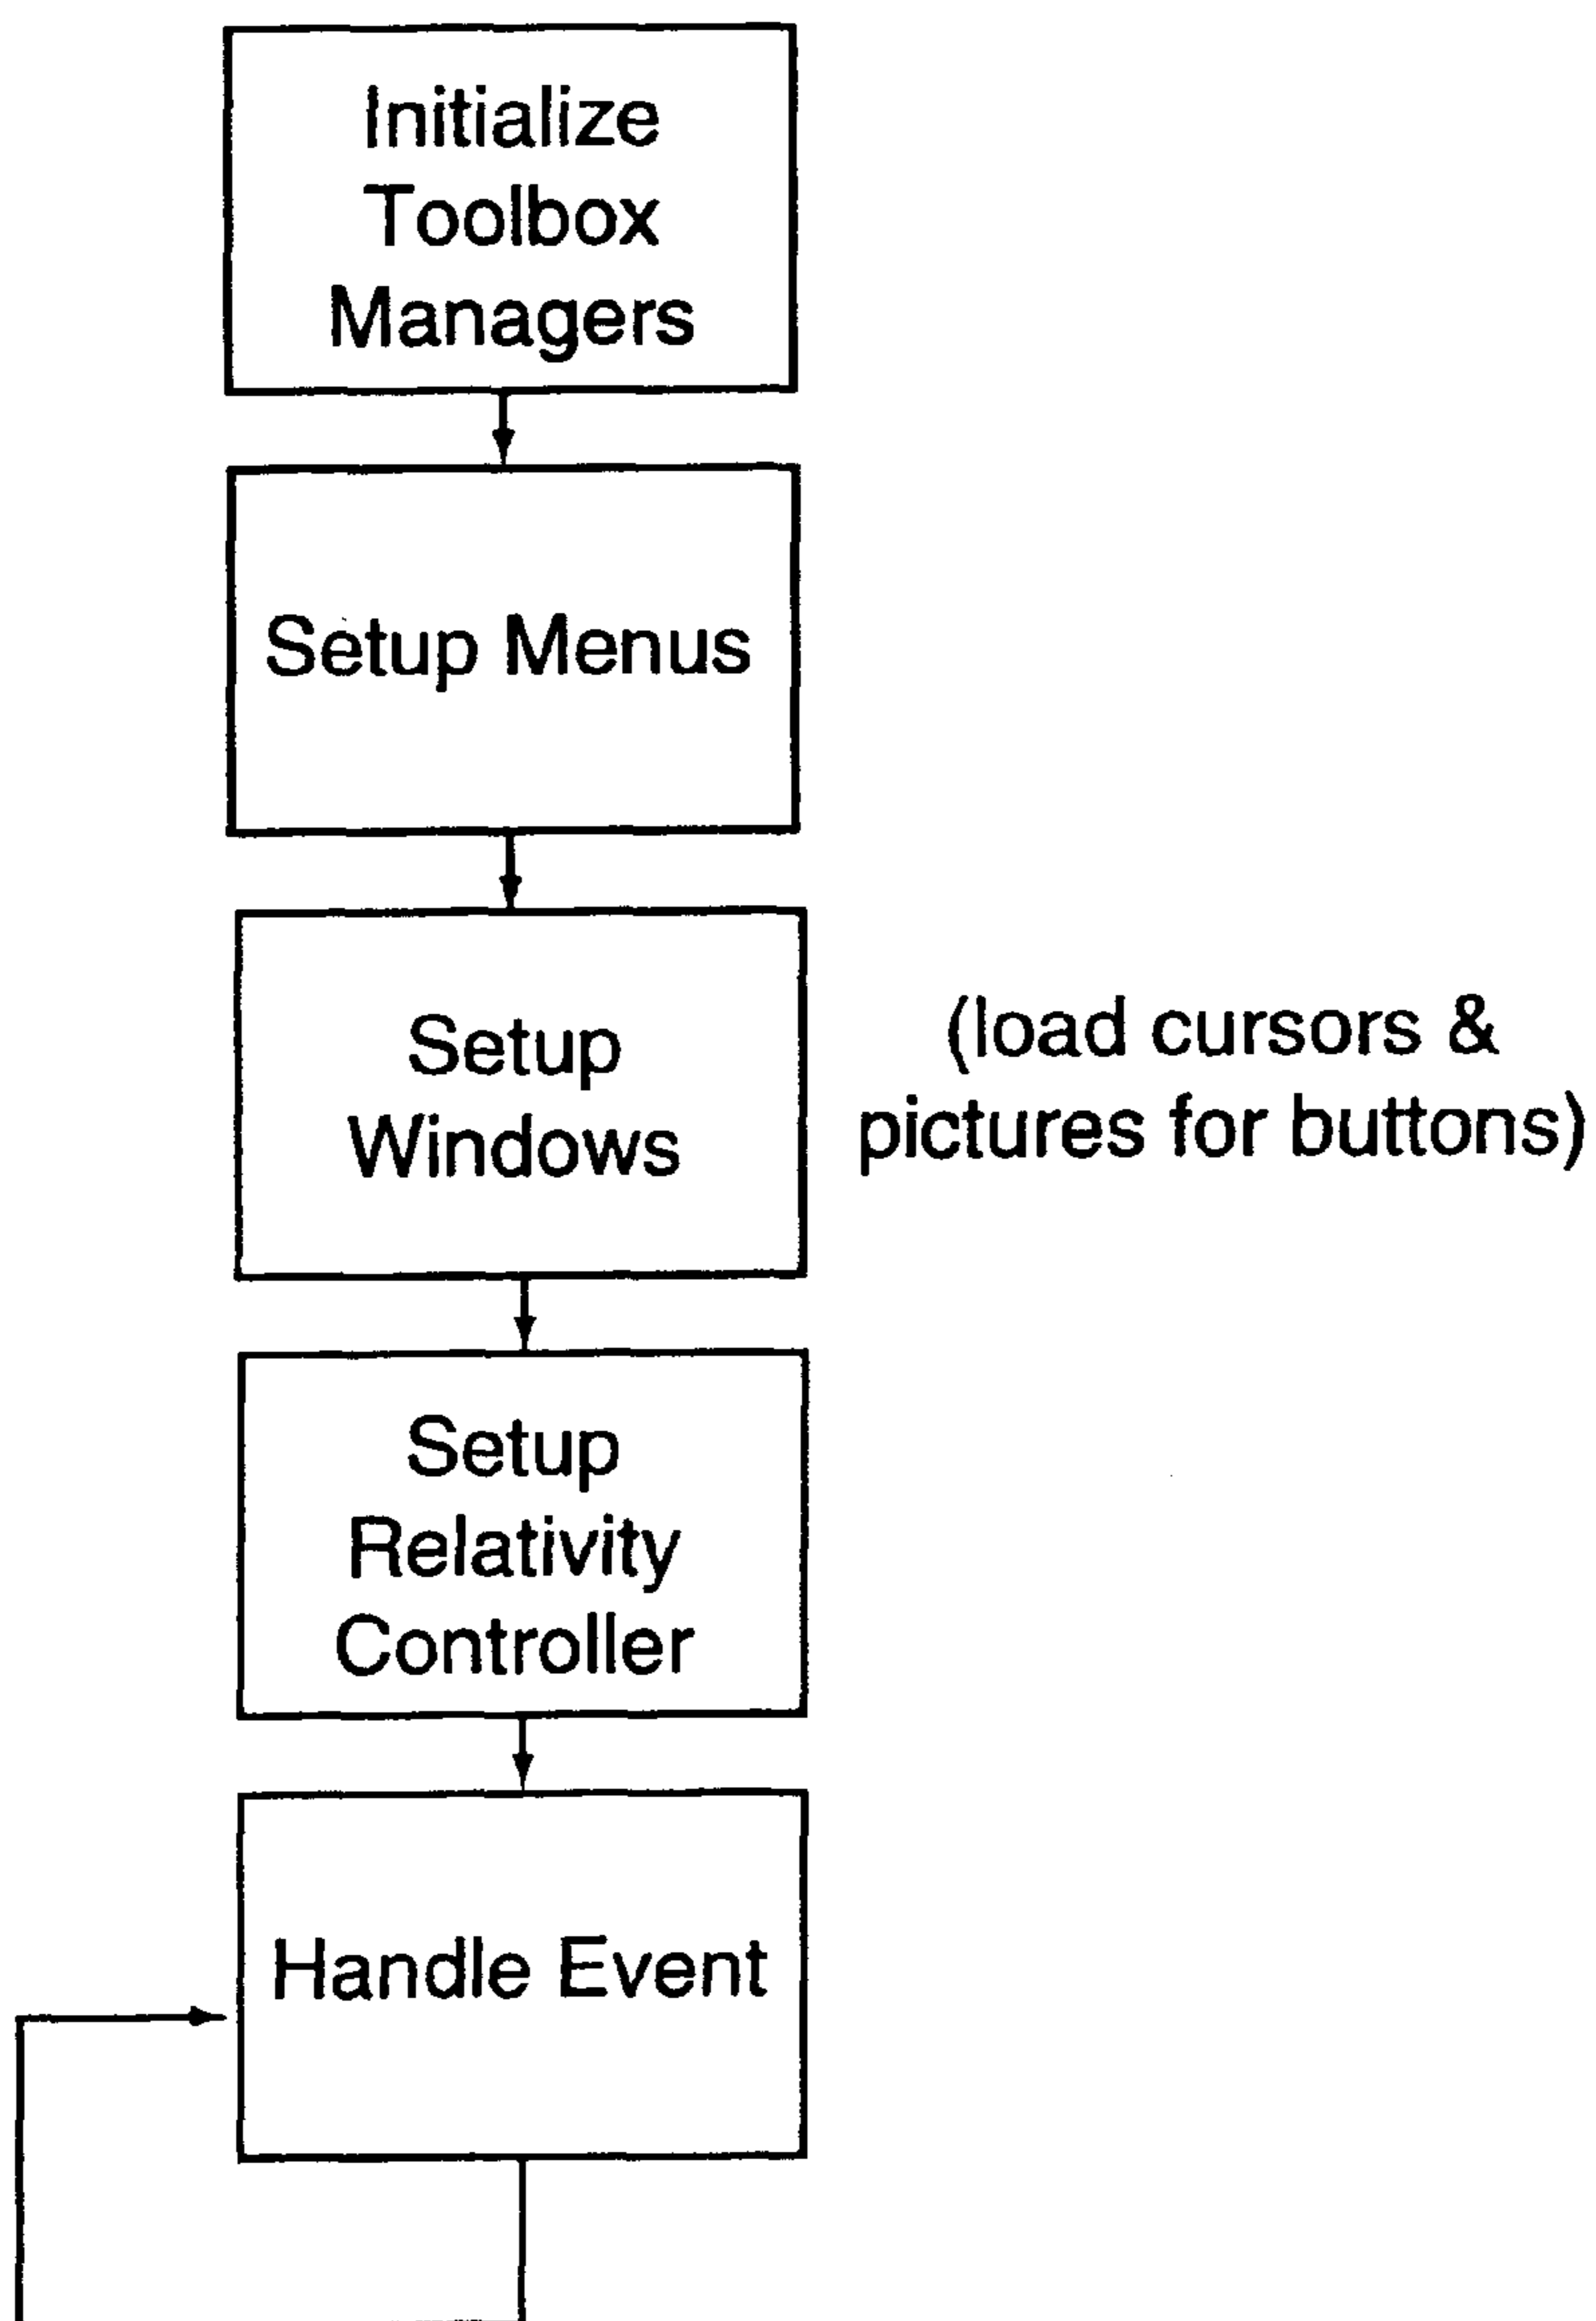 Initialize
Toolbox
Managers
Setup Menus
Setup
Windows
(load cursors &
pictures for buttons)
Setup
Relativity
Controller
Handle Event